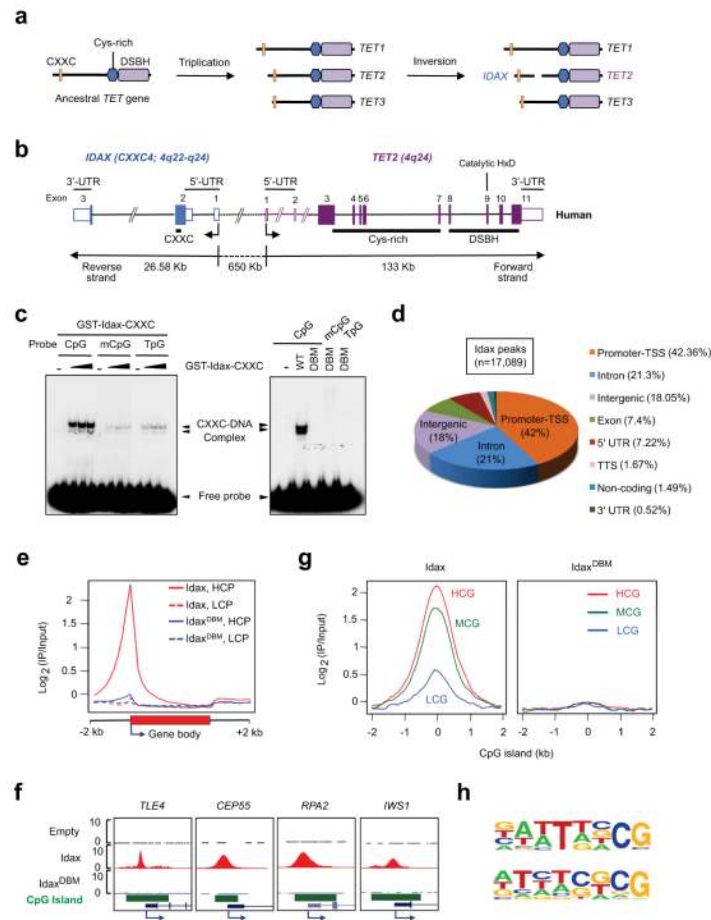 a
Cys-rich
CXXC
DSBH
Ancestral TET gene
Triplication
TET1
TET2
TET3
Inversion
TET1
IDAX
TET2
TET3
b
IDAX (CXXC4; 4q22-q24)
TET2 (4q24)
Catalytic HxD
3'-UTR
5'-UTR
5'-UTR
3'-UTR
Exon 3 2 1 1 2 3 4 5 6 7 8 9 10 11
Human
CXXC
Cys-rich
DSBH
Reverse strand
26.58 Kb
650 Kb
133 Kb
Forward strand
c
GST-Idax-CXXC
Probe CpG mCpG TpG
- - -
CpG mCpG TpG
GST-Idax-CXXC - WT DBM DBM DBM
CXXC-DNA Complex
Free probe
d
Idax peaks
(n=17,089)
Promoter-TSS
(42%)
Intron
(21%)
Intergenic
(18%)
Promoter-TSS (42.36%)
Intron (21.3%)
Intergenic (18.05%)
Exon (7.4%)
5' UTR (7.22%)
TTS (1.67%)
Non-coding (1.49%)
3' UTR (0.52%)
e
Log2 (IP/Input)
2
1.5
1
0.5
0
Idax, HCP
Idax, LCP
IdaxDBM, HCP
IdaxDBM, LCP
-2 kb
Gene body
+2 kb
g
Idax
IdaxDBM
Log2 (IP/Input)
2
1.5
1
0.5
0
HCG
MCG
LCG
HCG
MCG
LCG
-2 -1 0 1 2
-2 -1 0 1 2
CpG island (kb)
f
TLE4 CEP55 RPA2 IWS1
Empty
10
0
Idax
10
0
IdaxDBM
10
0
CpG Island
h